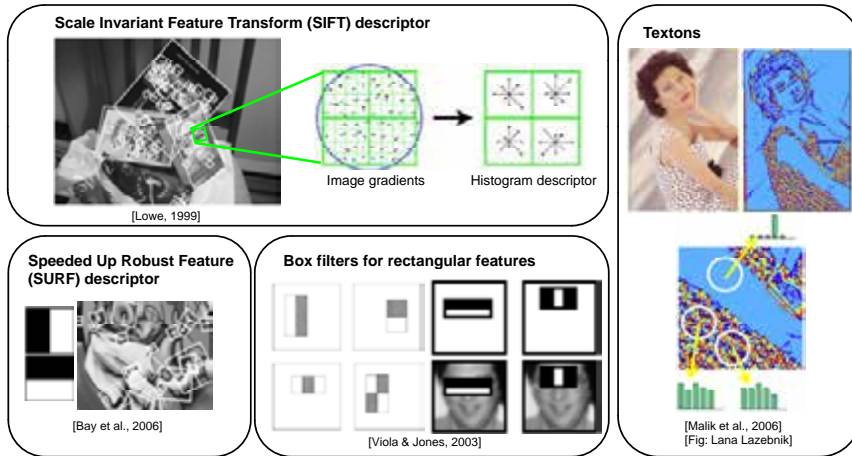 Scale Invariant Feature Transform (SIFT) descriptor
Image gradients
Histogram descriptor
[Lowe, 1999]
Speeded Up Robust Feature
(SURF) descriptor
[Bay et al., 2006]
Box filters for rectangular features
[Viola & Jones, 2003]
Textons
[Malik et al., 2006]
[Fig: Lana Lazebnik]